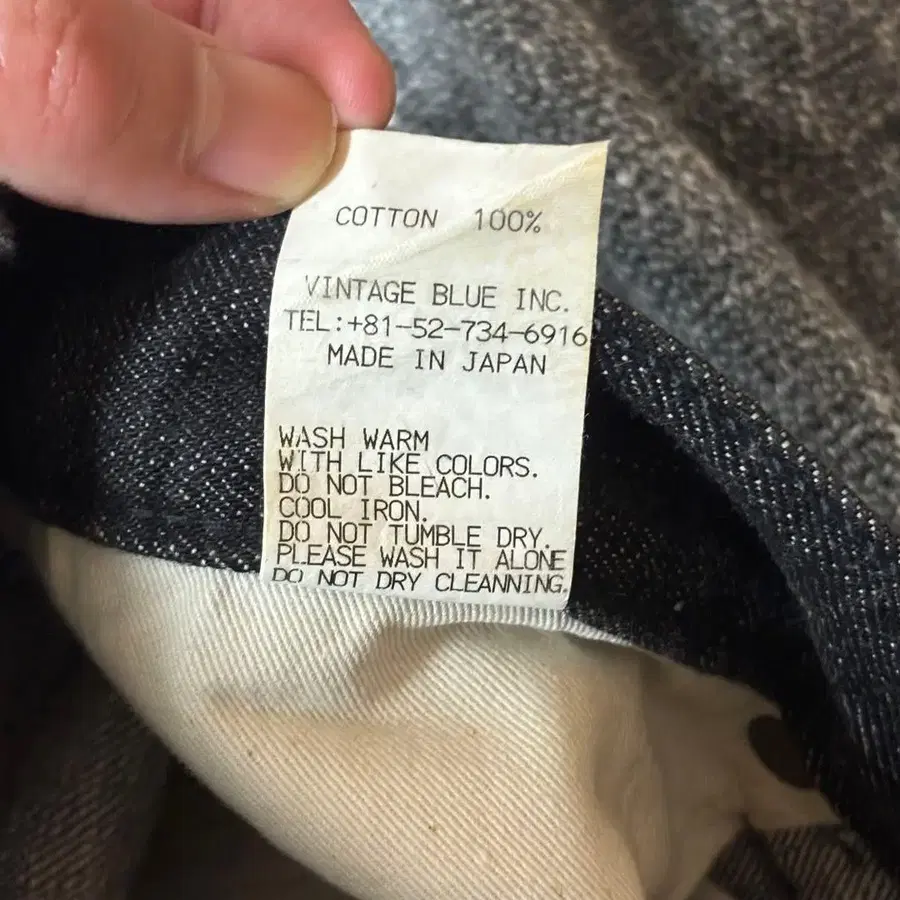 COTTON 100%
VINTAGE BLUE INC.
TEL:+81-52-734-6916
MADE IN JAPAN
WASH WARM
WITH LIKE COLORS.
DO NOT BLEACH.
COOL IRON.
DO NOT TUMBLE DRY.
PLEASE WASH IT ALONE
DO NOT DRY CLEANNING.